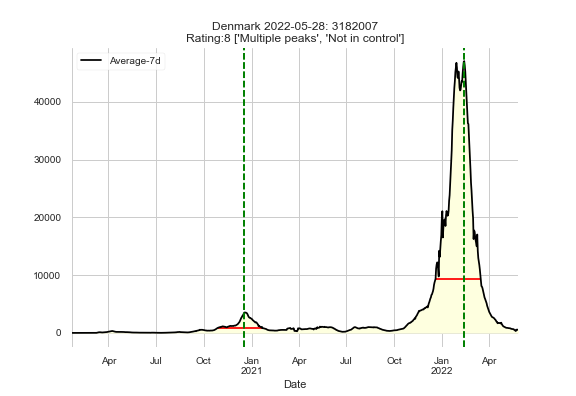 Denmark 2022-05-28: 3182007
Rating:8 ['Multiple peaks', 'Not in control']
Average-7d
40000
30000
20000
10000
0
Apr Jul Oct Jan Apr Jul Oct Jan Apr
2021 2022
Date